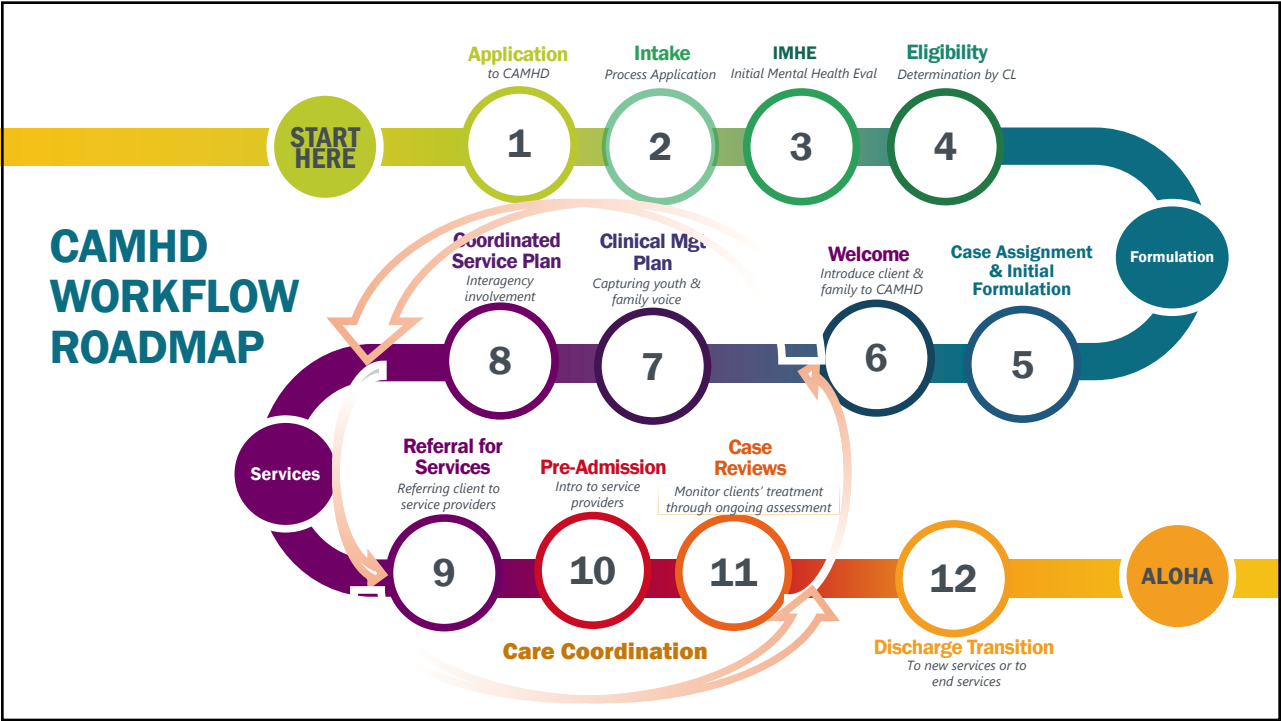 Application
to CAMHD
Intake
Process Application
IMHE
Initial Mental Health Eval
Eligibility
Determination by CL
START
HERE
1
2
3
4
CAMHD
WORKFLOW
ROADMAP
Coordinated
Service Plan
Interagency
involvement
Clinical Mgt
Plan
Capturing youth &
family voice
Welcome
Introduce client &
family to CAMHD
Case Assignment
& Initial
Formulation
Formulation
8
7
6
5
Services
Referral for
Services
Referring client to
service providers
Pre-Admission
Intro to service
providers
Case
Reviews
Monitor clients’ treatment
through ongoing assessment
9
10
11
12
ALOHA
Care Coordination
Discharge Transition
To new services or to
end services